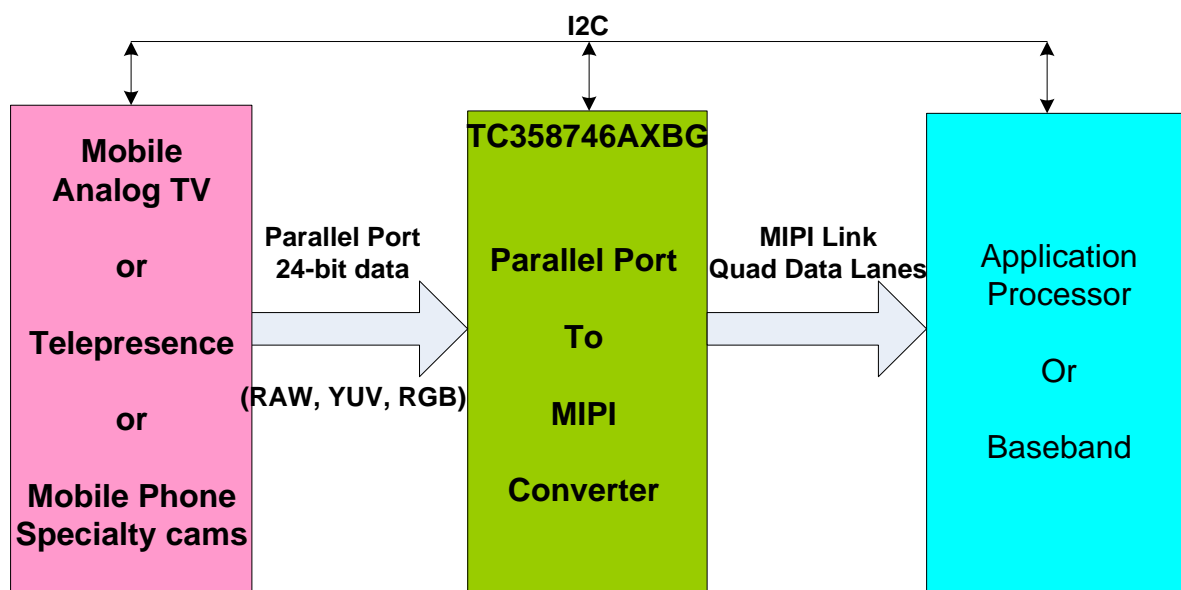 I2C
Mobile
Analog TV
or
Telepresence
or
Mobile Phone
Specialty cams
Parallel Port
24-bit data
(RAW, YUV, RGB)
TC358746AXBG
Parallel Port
To
MIPI
Converter
MIPI Link
Quad Data Lanes
Application
Processor
Or
Baseband